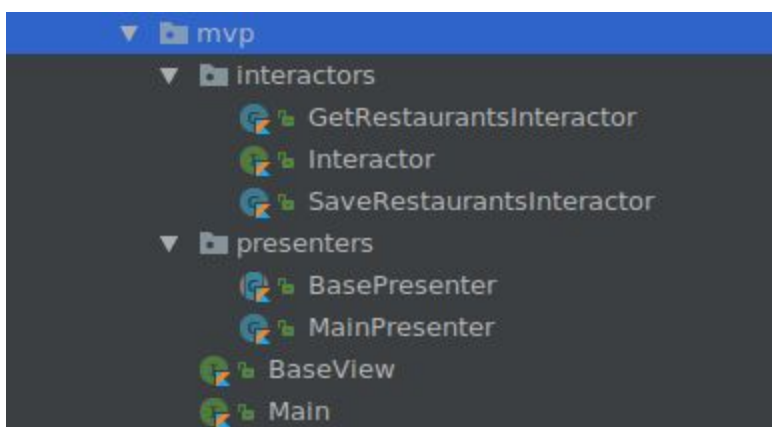 mvp
interactors
GetRestaurantsInteractor
Interactor
SaveRestaurantsInteractor
presenters
BasePresenter
MainPresenter
BaseView
Main